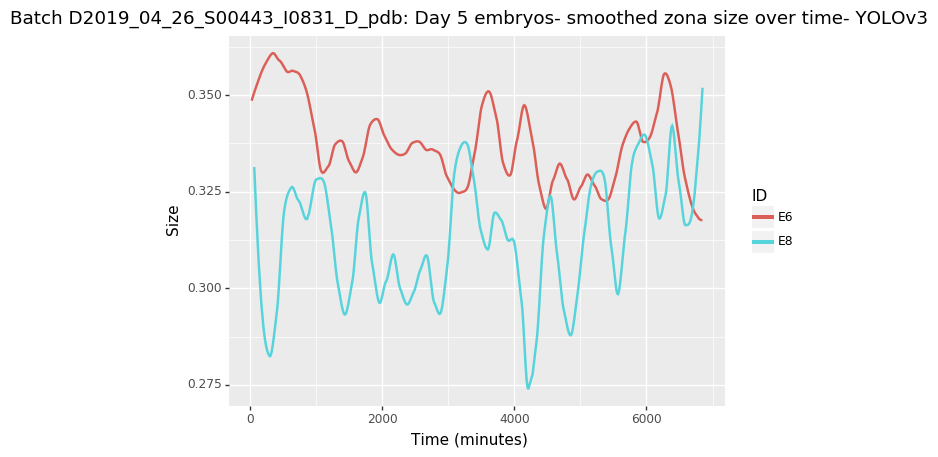 Batch D2019_04_26_S00443_I0831_D_pdb: Day 5 embryos- smoothed zona size over time- YOLOv3
0.350
0.325
0.300
0.275
Size
0
2000
4000
6000
Time (minutes)
ID
E6
E8